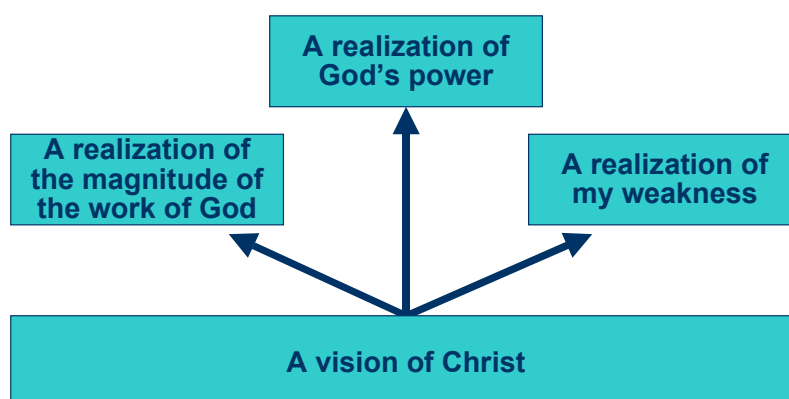 A realization of
God's power
A realization of
the magnitude of
the work of God
A realization of
my weakness
A vision of Christ